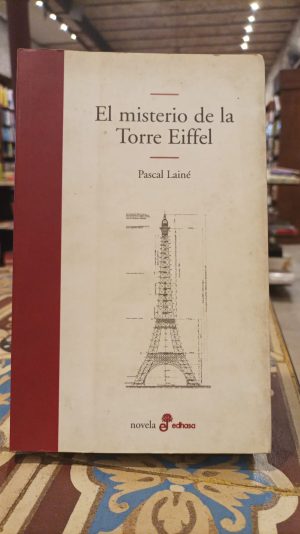 El misterio de la
Torre Eiffel
Pascal Lainé
novela edhasa